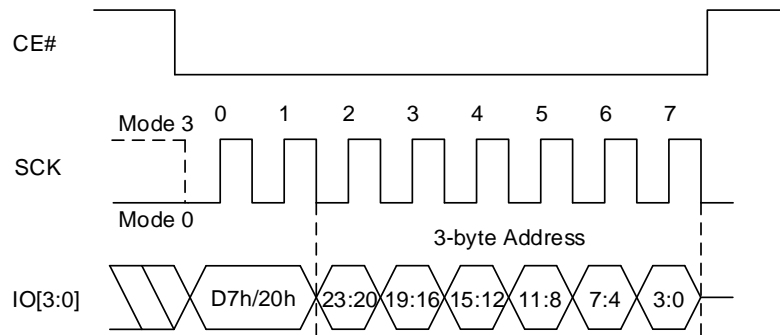 CE#
0 1 2 3 4 5 6 7
Mode 3
SCK
Mode 0
3-byte Address
IO[3:0] D7h/20h 23:20 19:16 15:12 11:8 7:4 3:0